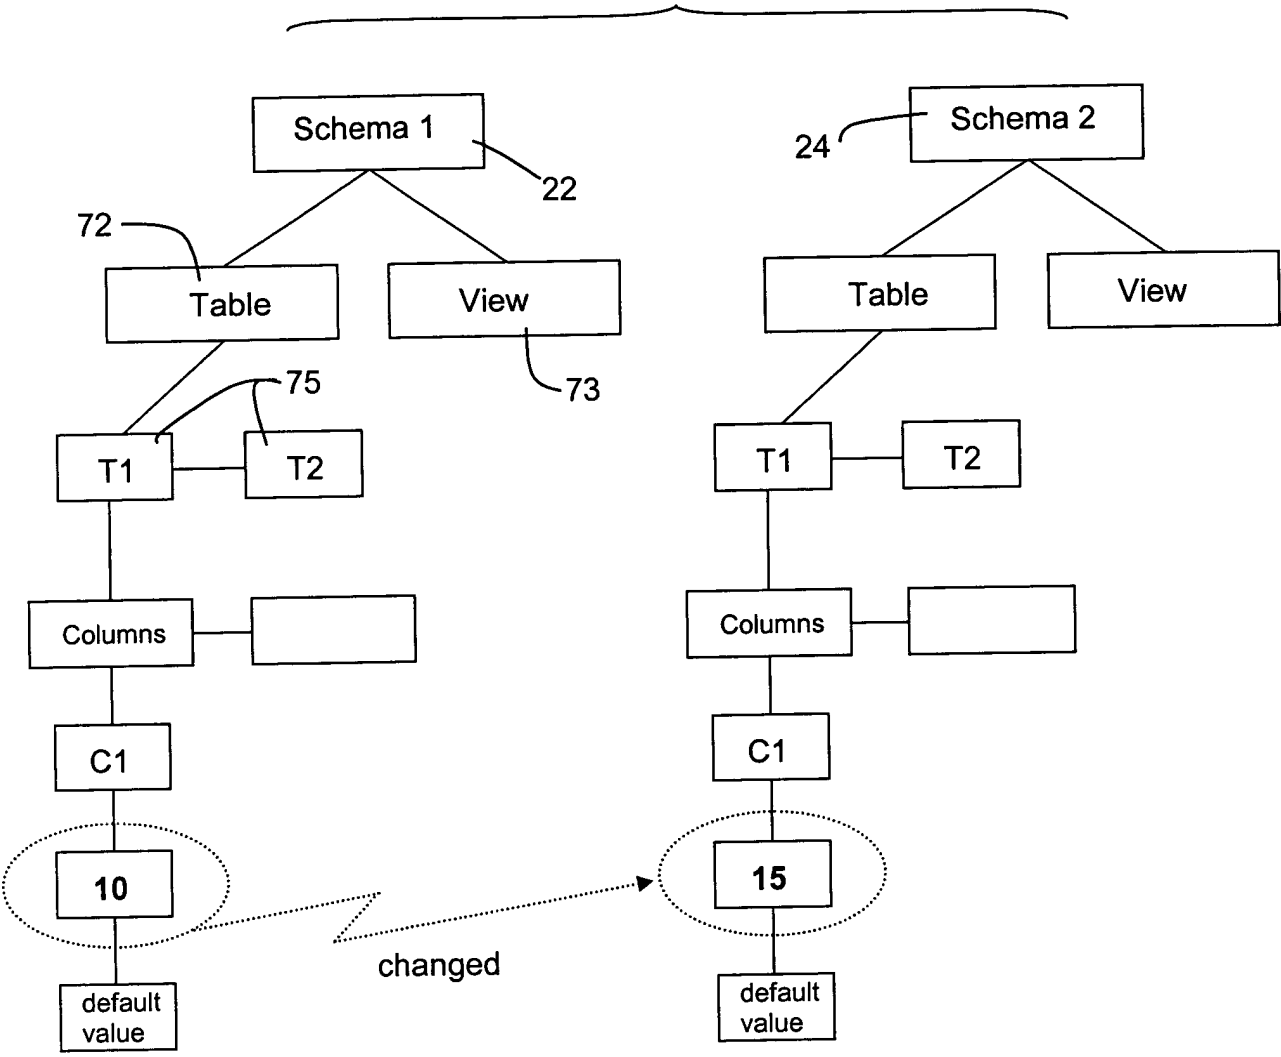 Schema 1
Schema 2
24
22
72
Table
View
Table
View
73
75
T1
T2
T1
T2
Columns
Columns
C1
C1
10
15
changed
default
value
default
value